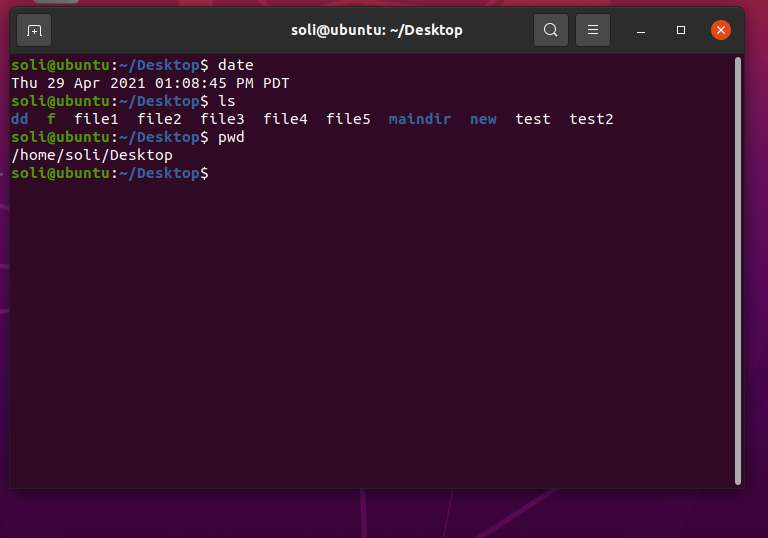 soli@ubuntu: ~/Desktop
soli@ubuntu:~/Desktop$ date
Thu 29 Apr 2021 01:08:45 PM PDT
soli@ubuntu:~/Desktop$ ls
dd  f  file1  file2  file3  file4  file5  maindir  new  test  test2
soli@ubuntu:~/Desktop$ pwd
/home/soli/Desktop
soli@ubuntu:~/Desktop$